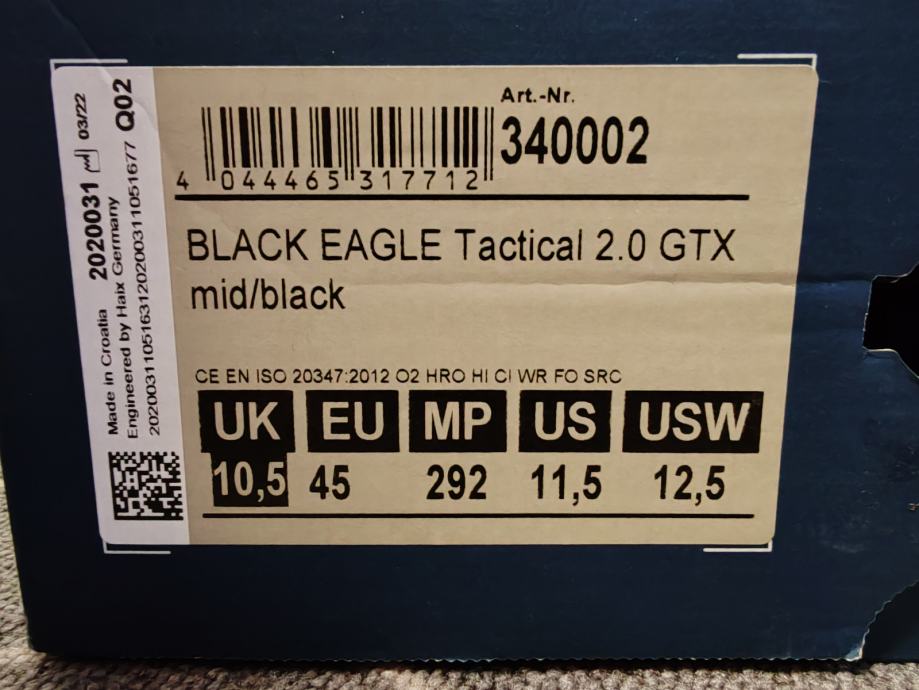 Art.-Nr.
340002
4 044465 317712
BLACK EAGLE Tactical 2.0 GTX
mid/black
CE EN ISO 20347:2012 O2 HRO HI CI WR FO SRC
UK EU MP US USW
10,5 45 292 11,5 12,5
2020031 03/22 Q02
Made in Croatia
Engineered by Haix Germany
2020031105163120200311051677